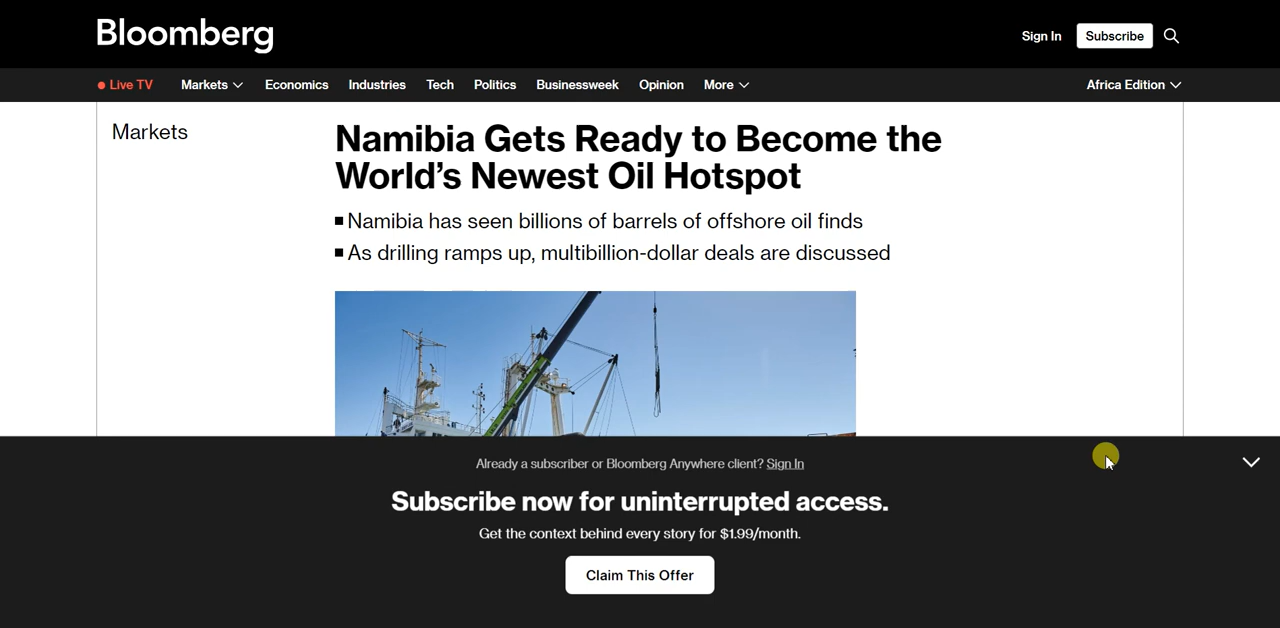 Bloomberg
Sign In Subscribe
Live TV Markets Economics Industries Tech Politics Businessweek Opinion More Africa Edition
Markets
Namibia Gets Ready to Become the
World's Newest Oil Hotspot
Namibia has seen billions of barrels of offshore oil finds
As drilling ramps up, multibillion-dollar deals are discussed
Already a subscriber or Bloomberg Anywhere client? Sign In
Subscribe now for uninterrupted access.
Get the context behind every story for $1.99/month.
Claim This Offer